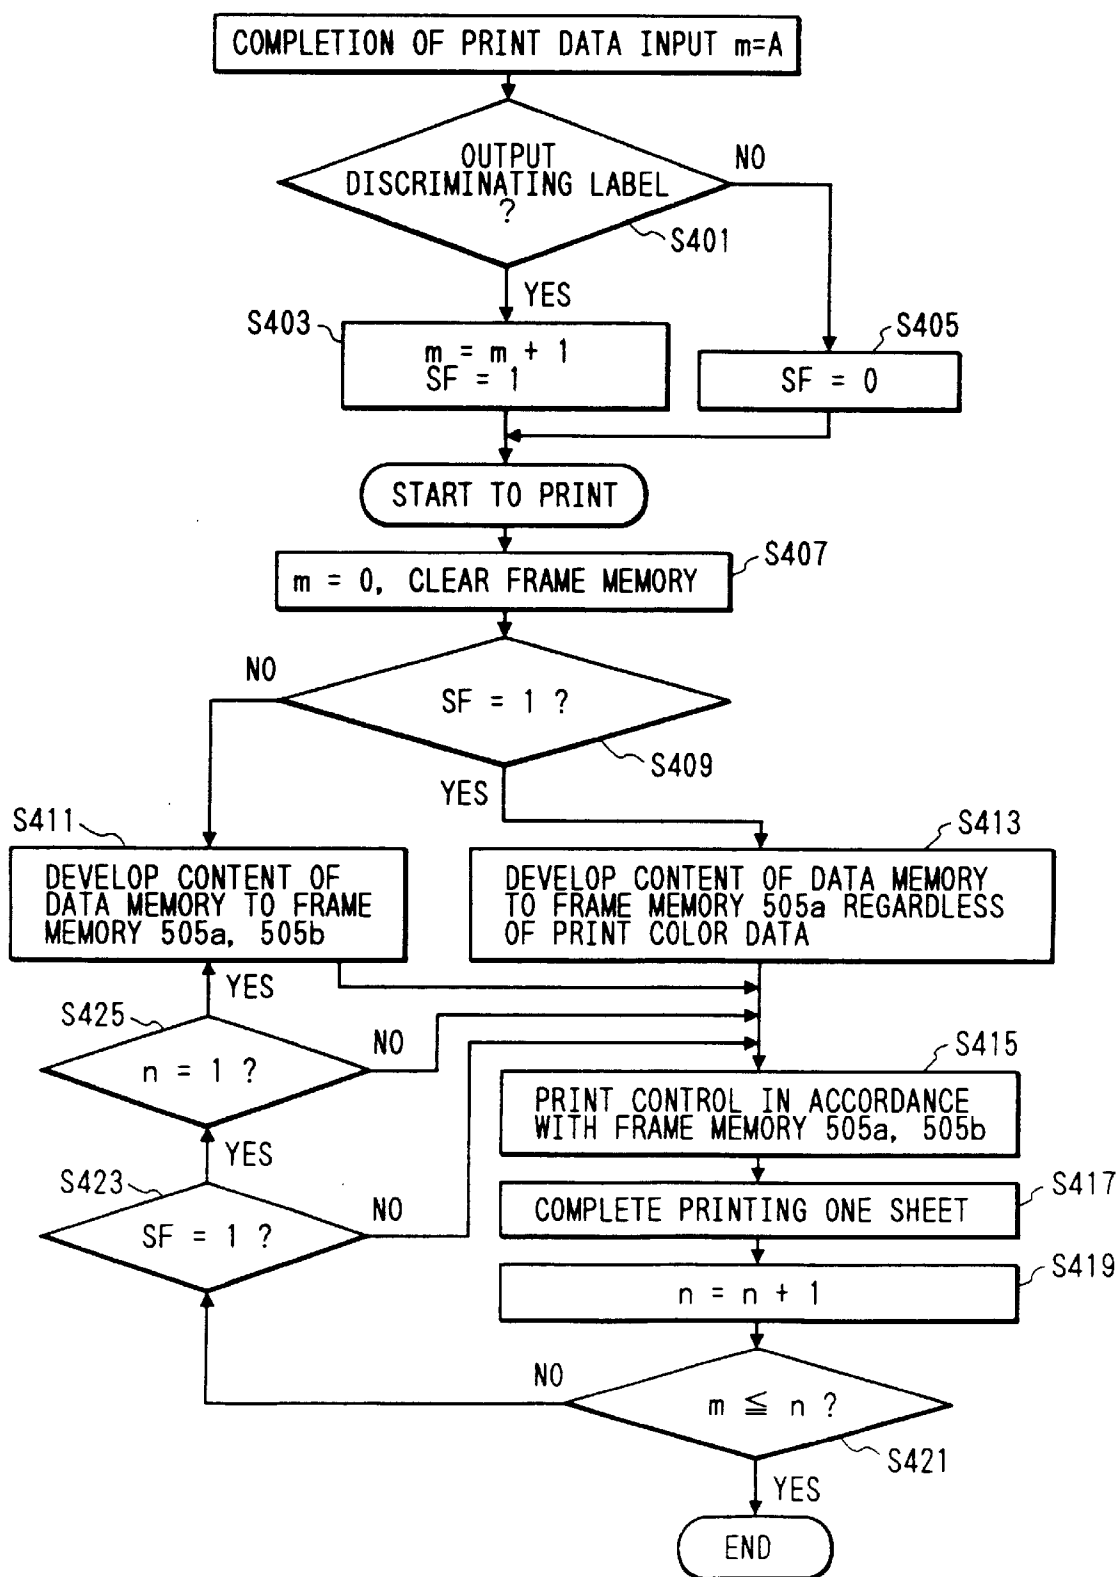 COMPLETION OF PRINT DATA INPUT m=A
OUTPUT
DISCRIMINATING LABEL
?
NO
S401
YES
S403
m = m + 1
SF = 1
S405
SF = 0
START TO PRINT
S407
m = 0, CLEAR FRAME MEMORY
NO
SF = 1 ?
S409
YES
S411
DEVELOP CONTENT OF
DATA MEMORY TO FRAME
MEMORY 505a, 505b
S413
DEVELOP CONTENT OF DATA MEMORY
TO FRAME MEMORY 505a REGARDLESS
OF PRINT COLOR DATA
YES
S425
n = 1 ?
NO
S415
PRINT CONTROL IN ACCORDANCE
WITH FRAME MEMORY 505a, 505b
YES
S423
SF = 1 ?
NO
S417
COMPLETE PRINTING ONE SHEET
S419
n = n + 1
NO
m ≦ n ?
S421
YES
END